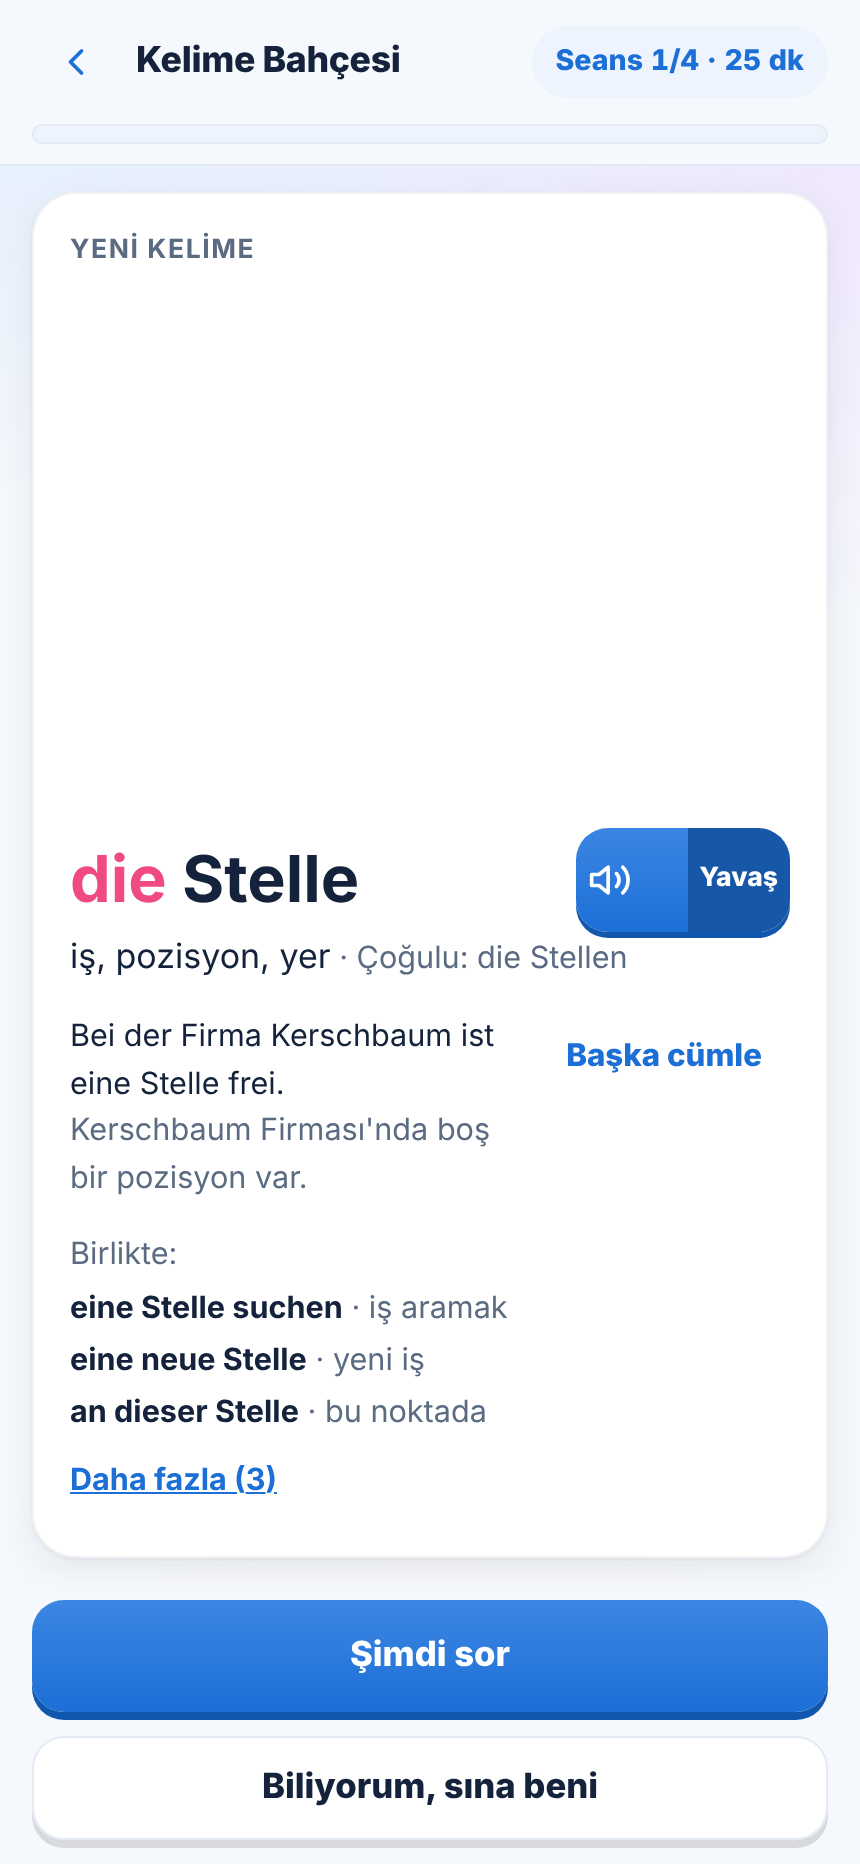 Kelime Bahçesi
Seans 1/4 · 25 dk
YENİ KELİME
die Stelle
Yavaş
iş, pozisyon, yer · Çoğulu: die Stellen
Bei der Firma Kerschbaum ist
eine Stelle frei.
Başka cümle
Kerschbaum Firması'nda boş
bir pozisyon var.
Birlikte:
eine Stelle suchen · iş aramak
eine neue Stelle · yeni iş
an dieser Stelle · bu noktada
Daha fazla (3)
Şimdi sor
Biliyorum, sına beni